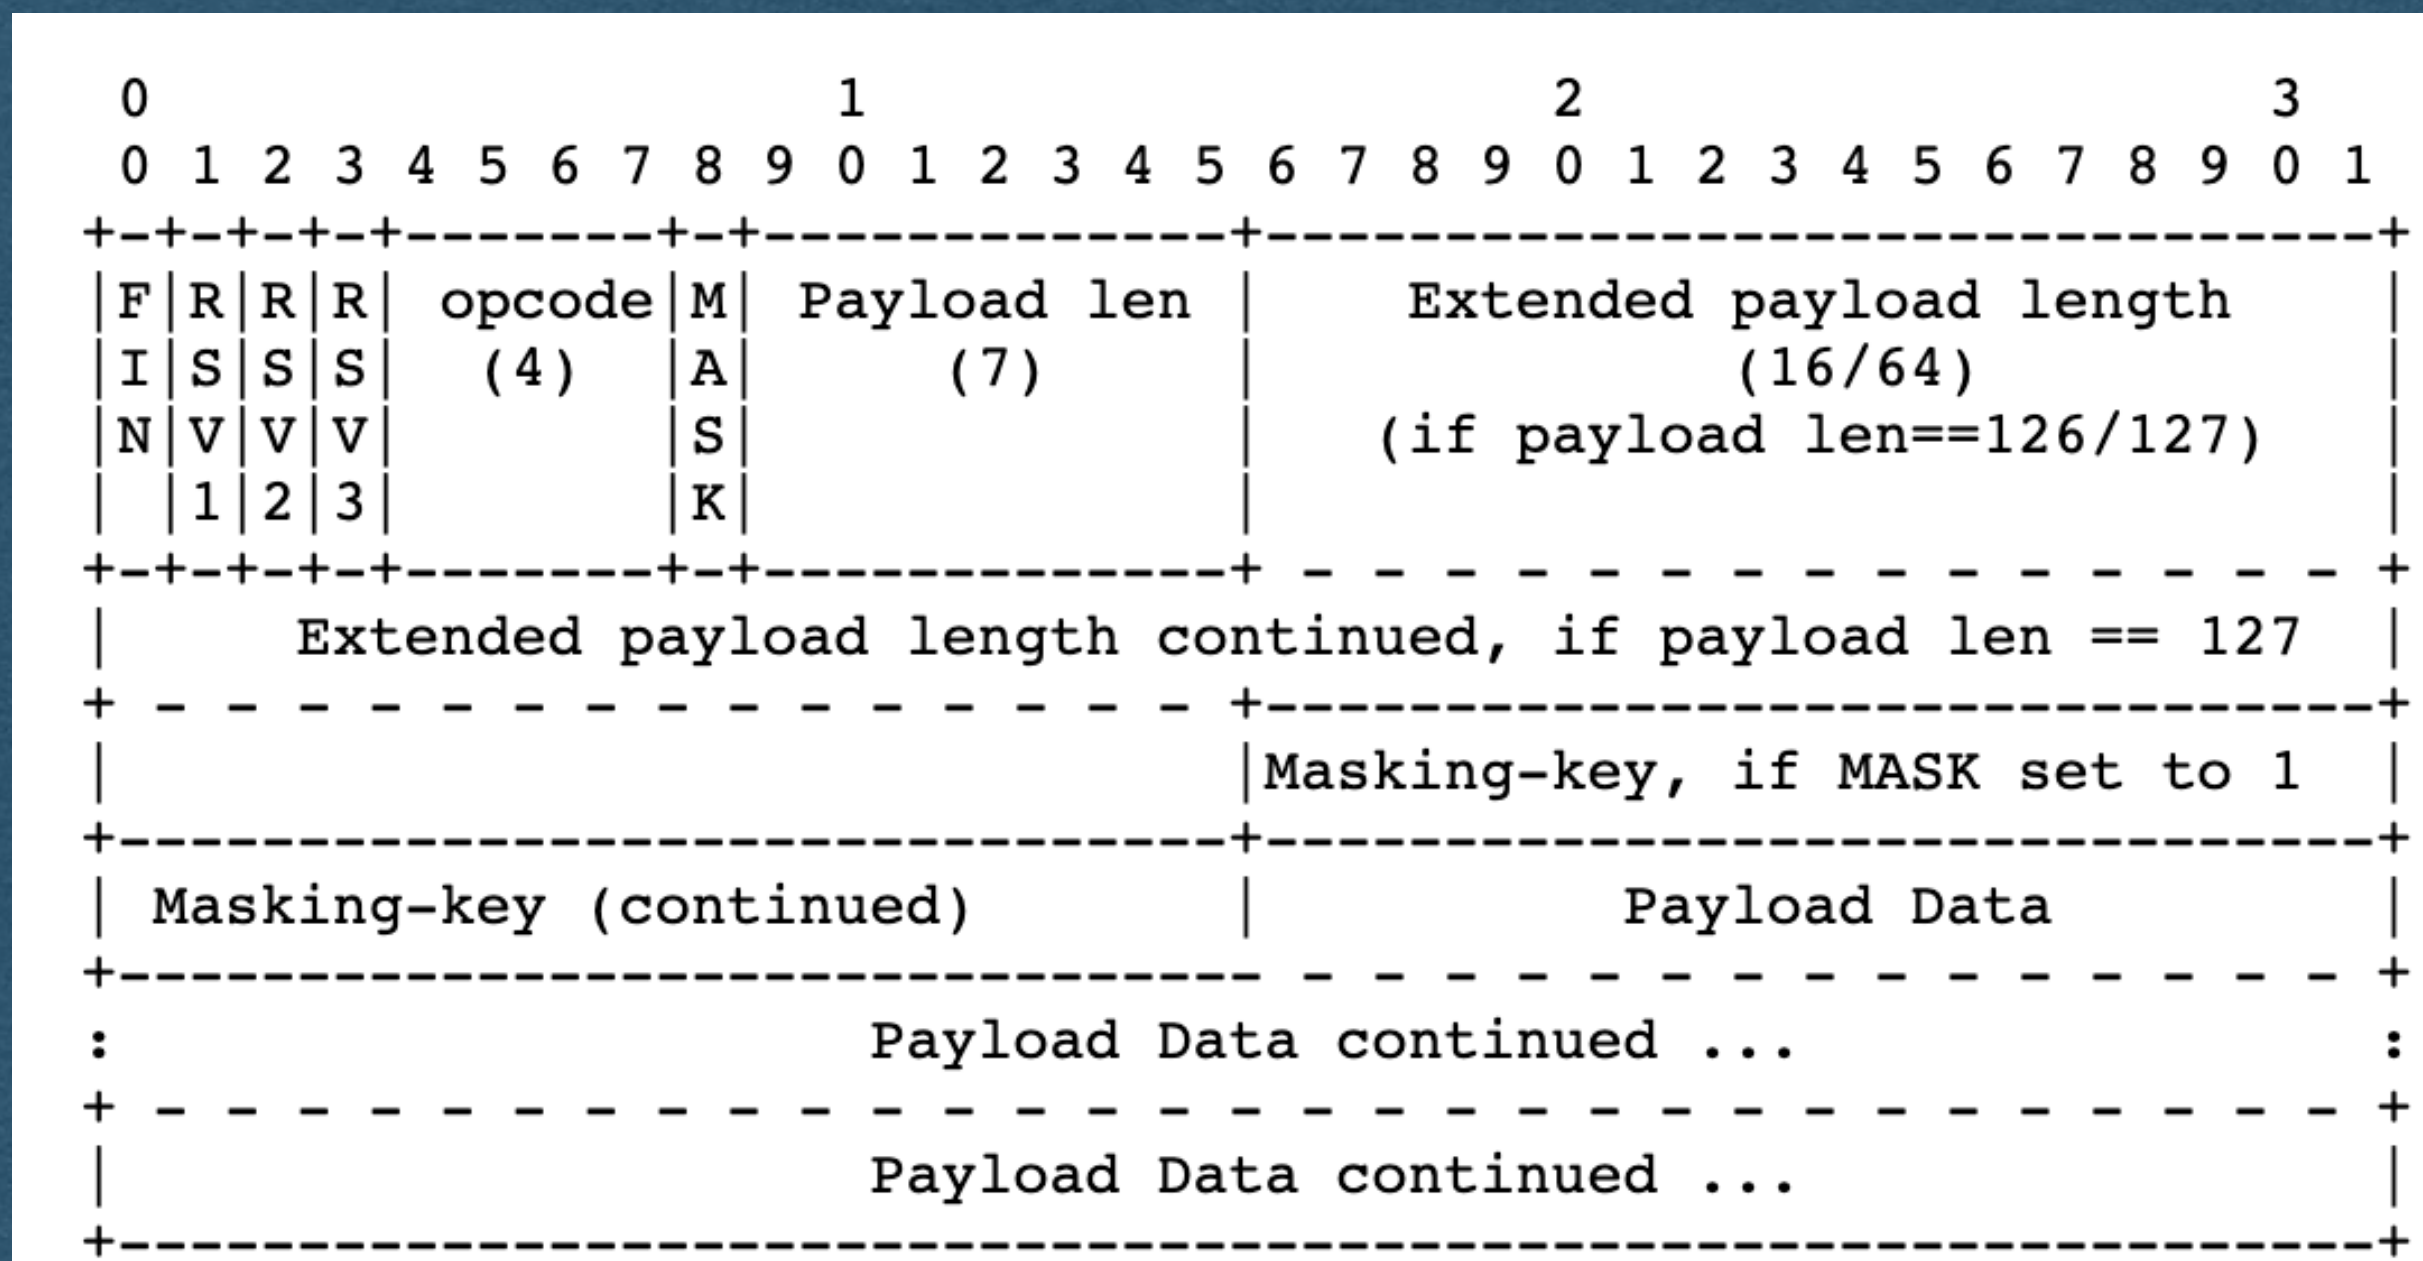 0                   1                   2                   3
 0 1 2 3 4 5 6 7 8 9 0 1 2 3 4 5 6 7 8 9 0 1 2 3 4 5 6 7 8 9 0 1
+-+-+-+-+-------+-+-------------+-------------------------------+
|F|R|R|R| opcode|M| Payload len |    Extended payload length    |
|I|S|S|S|  (4)  |A|     (7)     |             (16/64)           |
|N|V|V|V|       |S|             |   (if payload len==126/127)   |
| |1|2|3|       |K|             |                               |
+-+-+-+-+-------+-+-------------+ - - - - - - - - - - - - - - - +
|     Extended payload length continued, if payload len == 127  |
+ - - - - - - - - - - - - - - - +-------------------------------+
|                               |Masking-key, if MASK set to 1  |
+-------------------------------+-------------------------------+
| Masking-key (continued)       |          Payload Data         |
+-------------------------------- - - - - - - - - - - - - - - - +
:                     Payload Data continued ...                :
+ - - - - - - - - - - - - - - - - - - - - - - - - - - - - - - - +
|                     Payload Data continued ...                |
+---------------------------------------------------------------+